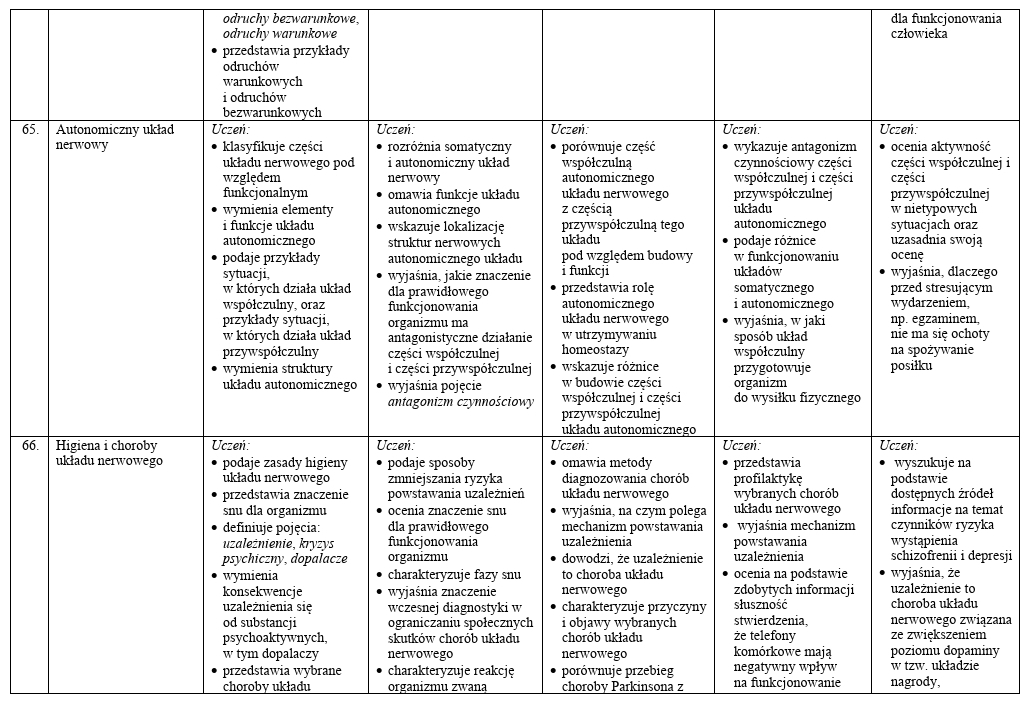 odruchy bezwarunkowe,
odruchy warunkowe
• przedstawia przykłady
odruchów
warunkowych
i odruchów
bezwarunkowych
dla funkcjonowania
człowieka
65.
Autonomiczny układ
nerwowy
Uczeń:
• klasyfikuje części
układu nerwowego pod
względem
funkcjonalnym
• wymienia elementy
i funkcje układu
autonomicznego
• podaje przykłady
sytuacji,
w których działa układ
współczulny, oraz
przykłady sytuacji,
w których działa układ
przywspółczulny
• wymienia struktury
układu autonomicznego
Uczeń:
• rozróżnia somatyczny
i autonomiczny układ
nerwowy
• omawia funkcje układu
autonomicznego
• wskazuje lokalizację
struktur nerwowych
autonomicznego układu
• wyjaśnia, jakie znaczenie
dla prawidłowego
funkcjonowania
organizmu ma
antagonistyczne działanie
części współczulnej
i części przywspółczulnej
• wyjaśnia pojęcie
antagonizm czynnościowy
Uczeń:
• porównuje część
współczulną
autonomicznego
układu nerwowego
z częścią
przywspółczulną tego
układu
pod względem budowy
i funkcji
• przedstawia rolę
autonomicznego
układu nerwowego
w utrzymywaniu
homeostazy
• wskazuje różnice
w budowie części
współczulnej i części
przywspółczulnej
układu autonomicznego
Uczeń:
• wykazuje antagonizm
czynnościowy części
współczulnej i części
przywspółczulnej
układu
autonomicznego
• podaje różnice
w funkcjonowaniu
układów
somatycznego
i autonomicznego
• wyjaśnia, w jaki
sposób układ
współczulny
przygotowuje
organizm
do wysiłku fizycznego
Uczeń:
• ocenia aktywność
części współczulnej i
części
przywspółczulnej
w nietypowych
sytuacjach oraz
uzasadnia swoją
ocenę
• wyjaśnia, dlaczego
przed stresującym
wydarzeniem,
np. egzaminem,
nie ma się ochoty
na spożywanie
posiłku
66.
Higiena i choroby
układu nerwowego
Uczeń:
• podaje zasady higieny
układu nerwowego
• przedstawia znaczenie
snu dla organizmu
• definiuje pojęcia:
uzależnienie, kryzys
psychiczny, dopalacze
• wymienia
konsekwencje
uzależnienia się
od substancji
psychoaktywnych,
w tym dopalaczy
• przedstawia wybrane
choroby układu
Uczeń:
• podaje sposoby
zmniejszania ryzyka
powstawania uzależnień
• ocenia znaczenie snu
dla prawidłowego
funkcjonowania
organizmu
• charakteryzuje fazy snu
• wyjaśnia znaczenie
wczesnej diagnostyki w
ograniczaniu społecznych
skutków chorób układu
nerwowego
• charakteryzuje reakcję
organizmu zwaną
Uczeń:
• omawia metody
diagnozowania chorób
układu nerwowego
• wyjaśnia, na czym polega
mechanizm powstawania
uzależnienia
• dowodzi, że uzależnienie
to choroba układu
nerwowego
• charakteryzuje przyczyny
i objawy wybranych
chorób układu
nerwowego
• porównuje przebieg
choroby Parkinsona z
Uczeń:
• przedstawia
profilaktykę
wybranych chorób
układu nerwowego
• wyjaśnia mechanizm
powstawania
uzależnienia
• ocenia na podstawie
zdobytych informacji
słuszność
stwierdzenia,
że telefony
komórkowe mają
negatywny wpływ
na funkcjonowanie
Uczeń:
• wyszukuje na
podstawie
dostępnych źródeł
informacje na temat
czynników ryzyka
wystąpienia
schizofrenii i depresji
• wyjaśnia, że
uzależnienie to
choroba układu
nerwowego związana
ze zwiększeniem
poziomu dopaminy
w tzw. układzie
nagrody,